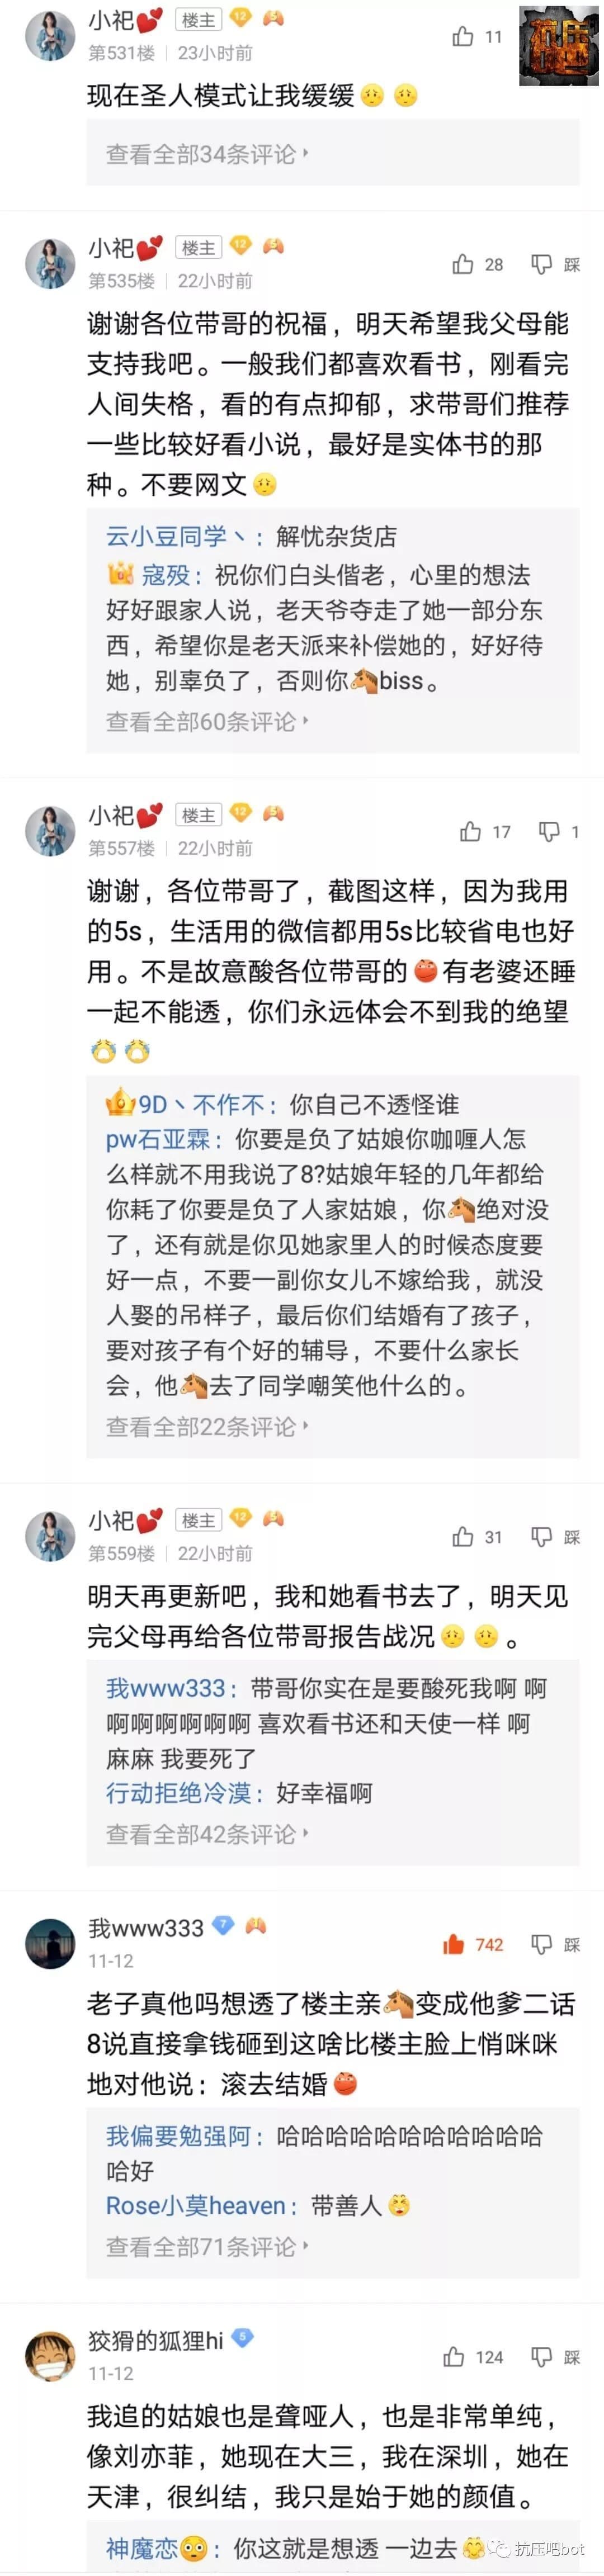 小祀 楼主 12 5
第531楼 23小时前
11
抗压
现在圣人模式让我缓缓
查看全部34条评论
小祀 楼主 12 5
第535楼 22小时前
28 踩
谢谢各位带哥的祝福，明天希望我父母能
支持我吧。一般我们都喜欢看书，刚看完
人间失格，看的有点抑郁，求带哥们推荐
一些比较好看小说，最好是实体书的那
种。不要网文
云小豆同学丶：解忧杂货店
寇殁：祝你们白头偕老，心里的想法
好好跟家人说，老天爷夺走了她一部分东
西，希望你是老天派来补偿她的，好好待
她，别辜负了，否则你🐴biss。
查看全部60条评论
小祀 楼主 12 5
第557楼 22小时前
17 1
谢谢，各位带哥了，截图这样，因为我用
的5s，生活用的微信都用5s比较省电也好
用。不是故意酸各位带哥的 有老婆还睡
一起不能透，你们永远体会不到我的绝望
9D丶不作不：你自己不透怪谁
pw石亚霖：你要是负了姑娘你咖喱人怎
么样就不用我说了8?姑娘年轻的几年都给
你耗了你要是负了人家姑娘，你🐴绝对没
了，还有就是你见她家里人的时候态度要
好一点，不要一副你女儿不嫁给我，就没
人娶的吊样子，最后你们结婚有了孩子，
要对孩子有个好的辅导，不要什么家长
会，他🐴去了同学嘲笑他什么的。
查看全部22条评论
小祀 楼主 12 5
第559楼 22小时前
31 踩
明天再更新吧，我和她看书去了，明天见
完父母再给各位带哥报告战况 。
我www333：带哥你实在是要酸死我啊 啊
啊啊啊啊啊啊 喜欢看书还和天使一样 啊
麻麻 我要死了
行动拒绝冷漠：好幸福啊
查看全部42条评论
我www333 7
11-12
742 踩
老子真他吗想透了楼主亲🐴变成他爹二话
8说直接拿钱砸到这啥比楼主脸上悄咪咪
地对他说：滚去结婚
我偏要勉强阿：哈哈哈哈哈哈哈哈哈哈哈
哈好
Rose小莫heaven：带善人
查看全部71条评论
狡猾的狐狸hi 5
11-12
124 踩
我追的姑娘也是聋哑人，也是非常单纯，
像刘亦菲，她现在大三，我在深圳，她在
天津，很纠结，我只是始于她的颜值。
神魔恋：你这就是想透 一边去
抗压吧bot